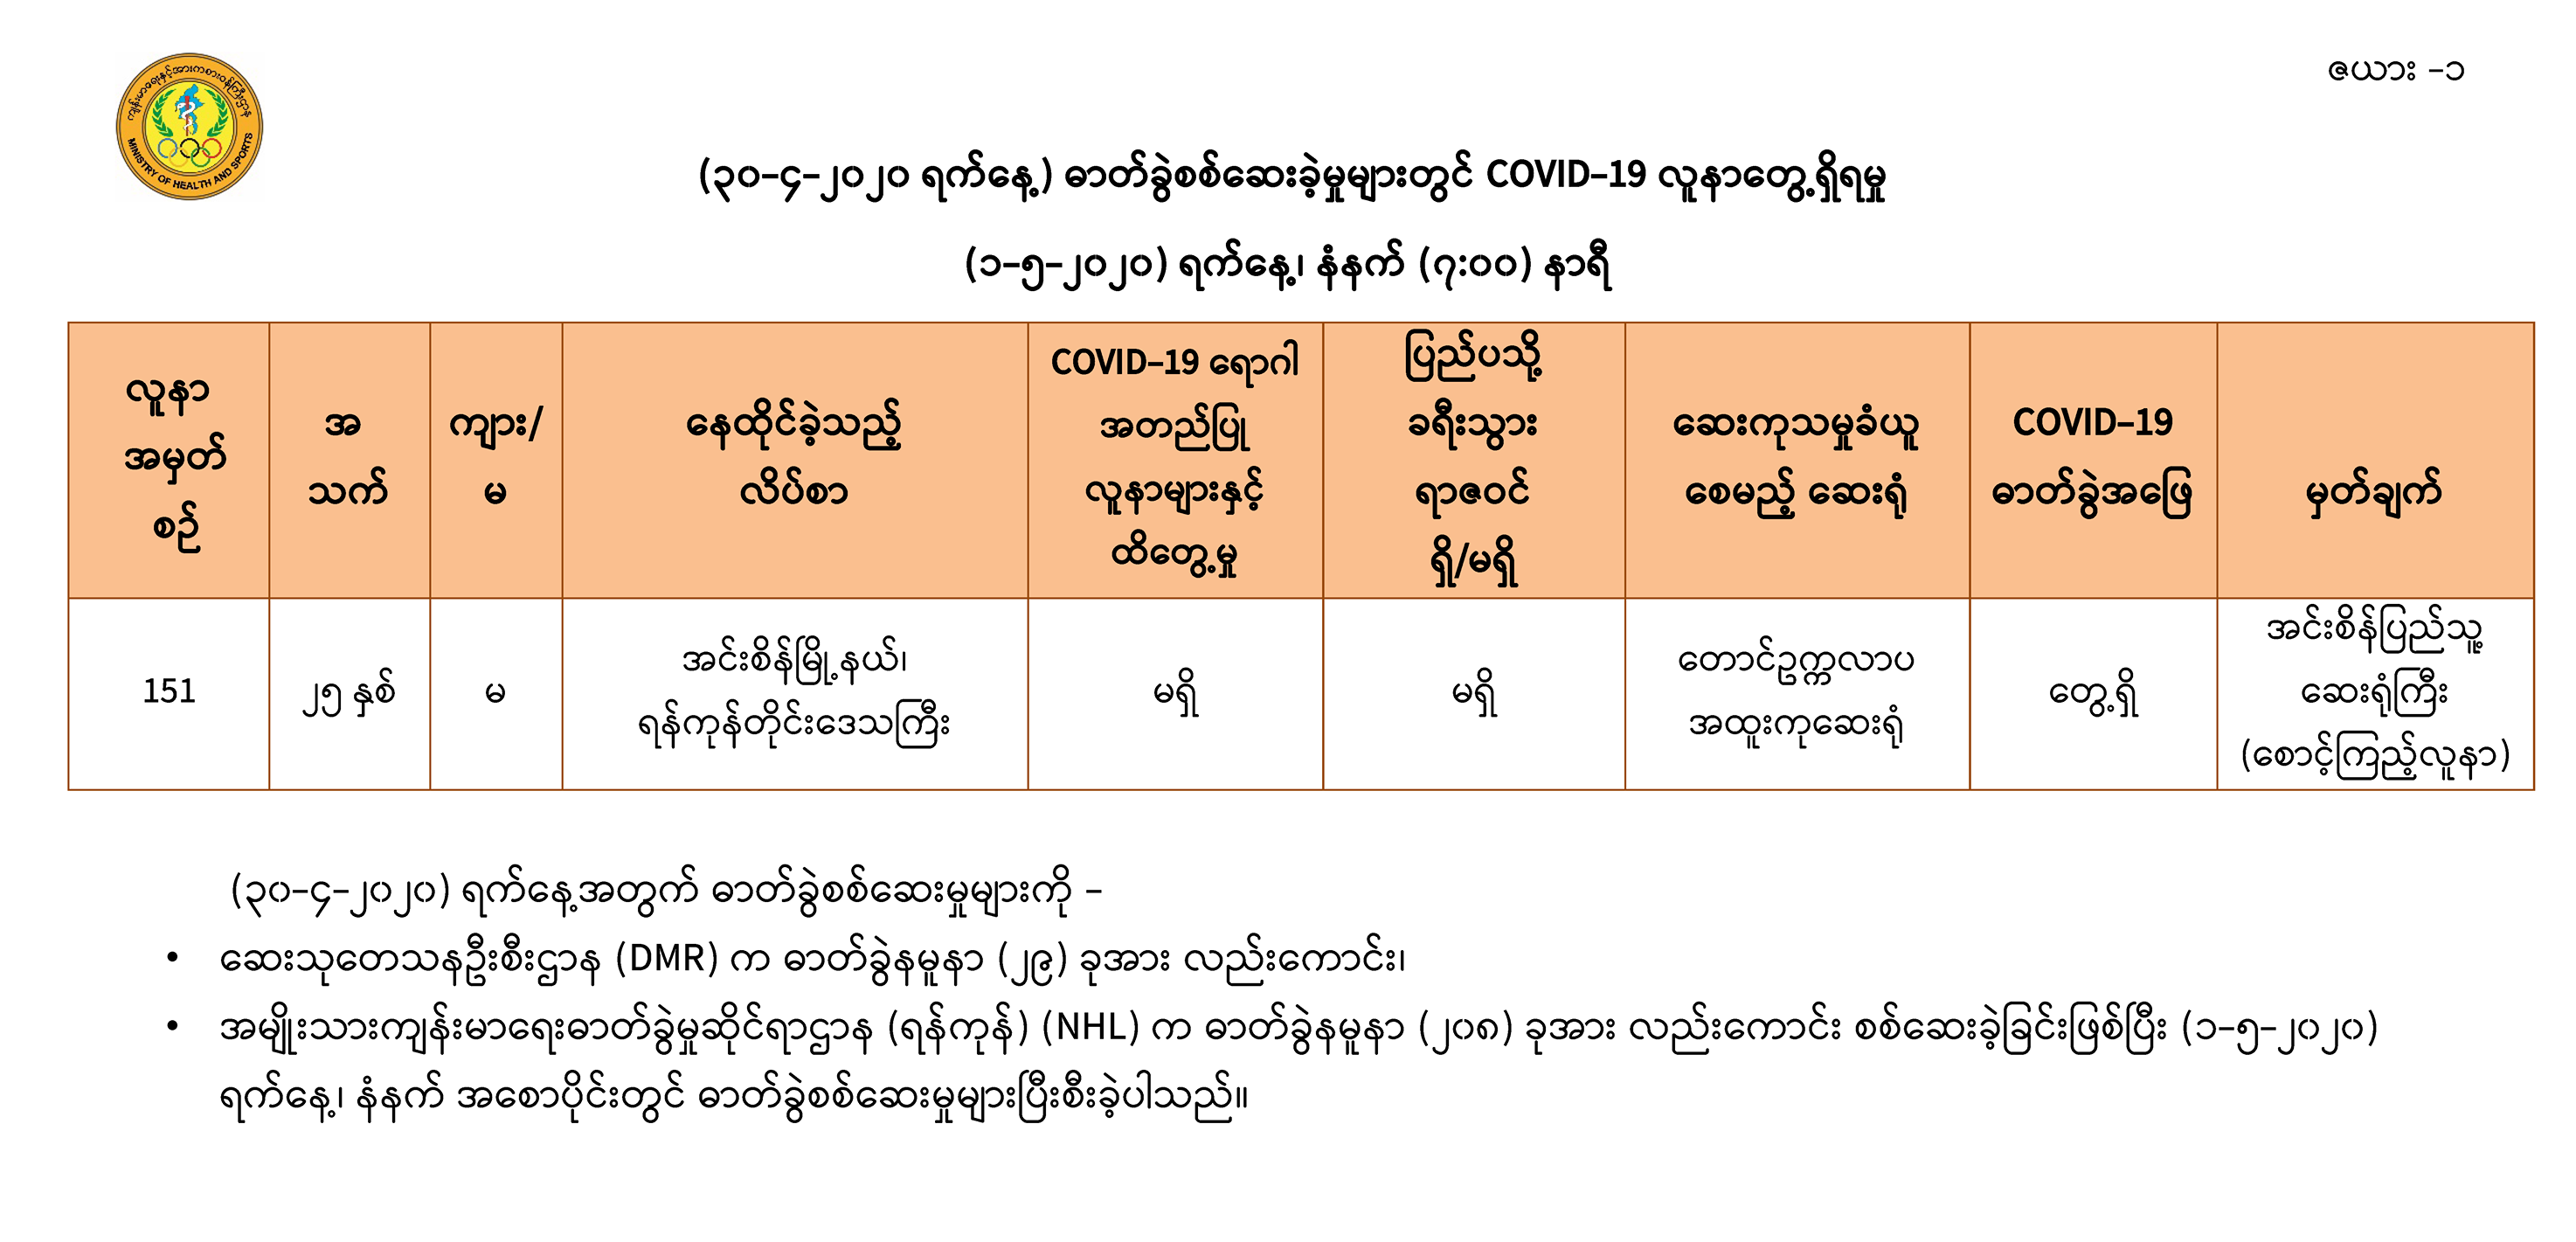 ကျန်းမာရေးနှင့်အားကစားဝန်ကြီးဌာန
MINISTRY OF HEALTH AND SPORTS
ဇယား -၁
(၃၀-၄-၂၀၂၀ ရက်နေ့) ဓာတ်ခွဲစစ်ဆေးခဲ့မှုများတွင် COVID-19 လူနာတွေ့ရှိရမှု
(၁-၅-၂၀၂၀) ရက်နေ့၊ နံနက် (၇:၀၀) နာရီ
လူနာ
အမှတ်
စဉ်
အ
သက်
ကျား/
မ
နေထိုင်ခဲ့သည့်
လိပ်စာ
COVID-19 ရောဂါ
အတည်ပြု
လူနာများနှင့်
ထိတွေ့မှု
ပြည်ပသို့
ခရီးသွား
ရာဇဝင်
ရှိ/မရှိ
ဆေးကုသမှုခံယူ
စေမည့် ဆေးရုံ
COVID-19
ဓာတ်ခွဲအဖြေ
မှတ်ချက်
151
၂၅ နှစ်
မ
အင်းစိန်မြို့နယ်၊
ရန်ကုန်တိုင်းဒေသကြီး
မရှိ
မရှိ
တောင်ဥက္ကလာပ
အထူးကုဆေးရုံ
တွေ့ရှိ
အင်းစိန်ပြည်သူ့
ဆေးရုံကြီး
(စောင့်ကြည့်လူနာ)
(၃၀-၄-၂၀၂၀) ရက်နေ့အတွက် ဓာတ်ခွဲစစ်ဆေးမှုများကို -
• ဆေးသုတေသနဦးစီးဌာန (DMR) က ဓာတ်ခွဲနမူနာ (၂၉) ခုအား လည်းကောင်း၊
• အမျိုးသားကျန်းမာရေးဓာတ်ခွဲမှုဆိုင်ရာဌာန (ရန်ကုန်) (NHL) က ဓာတ်ခွဲနမူနာ (၂၀၈) ခုအား လည်းကောင်း စစ်ဆေးခဲ့ခြင်းဖြစ်ပြီး (၁-၅-၂၀၂၀)
ရက်နေ့၊ နံနက် အစောပိုင်းတွင် ဓာတ်ခွဲစစ်ဆေးမှုများပြီးစီးခဲ့ပါသည်။